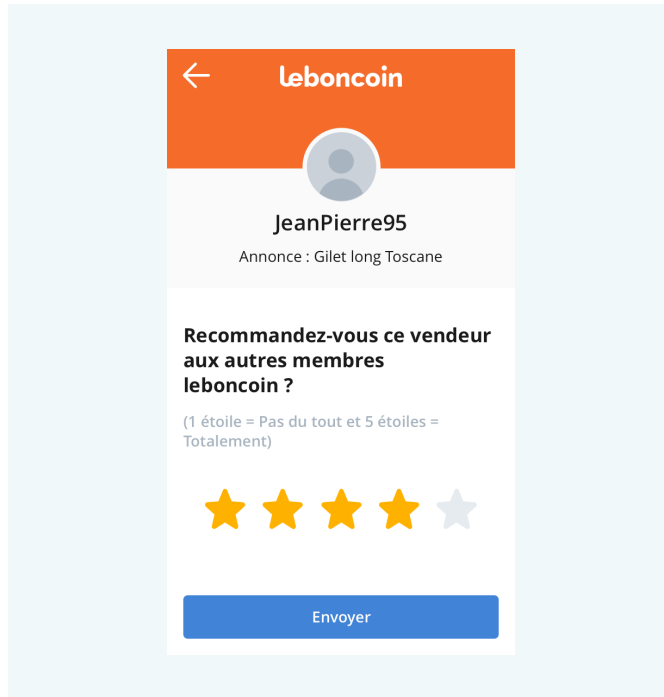 leboncoin
JeanPierre95
Annonce : Gilet long Toscane
Recommandez-vous ce vendeur
aux autres membres
leboncoin ?
(1 étoile = Pas du tout et 5 étoiles =
Totalement)
Envoyer